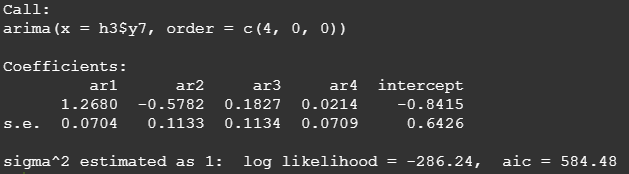 Call:
arima(x = h3$y7, order = c(4, 0, 0))
Coefficients:
ar1 ar2 ar3 ar4 intercept
1.2680 -0.5782 0.1827 0.0214 -0.8415
s.e. 0.0704 0.1133 0.1134 0.0709 0.6426
sigma^2 estimated as 1: log likelihood = -286.24, aic = 584.48